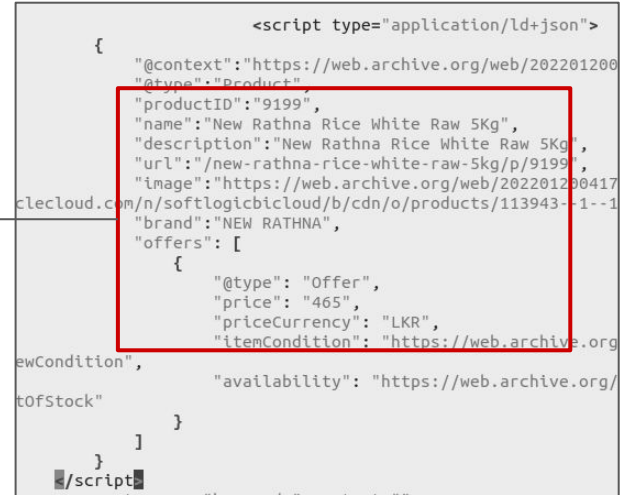 <script type="application/ld+json">
{
"@context":"https://web.archive.org/web/202201200
"@type":"Product",
"productID":"9199",
"name":"New Rathna Rice White Raw 5Kg",
"description":"New Rathna Rice White Raw 5Kg",
"url":"/new-rathna-rice-white-raw-5kg/p/9199",
"image":"https://web.archive.org/web/202201200417
clecloud.com/n/softlogicbicloud/b/cdn/o/products/113943--1--1
"brand":"NEW RATHNA",
"offers": [
{
"@type": "Offer",
"price": "465",
"priceCurrency": "LKR",
"itemCondition": "https://web.archive.org
ewCondition",
"availability": "https://web.archive.org/
tOfStock"
}
]
}
</script>